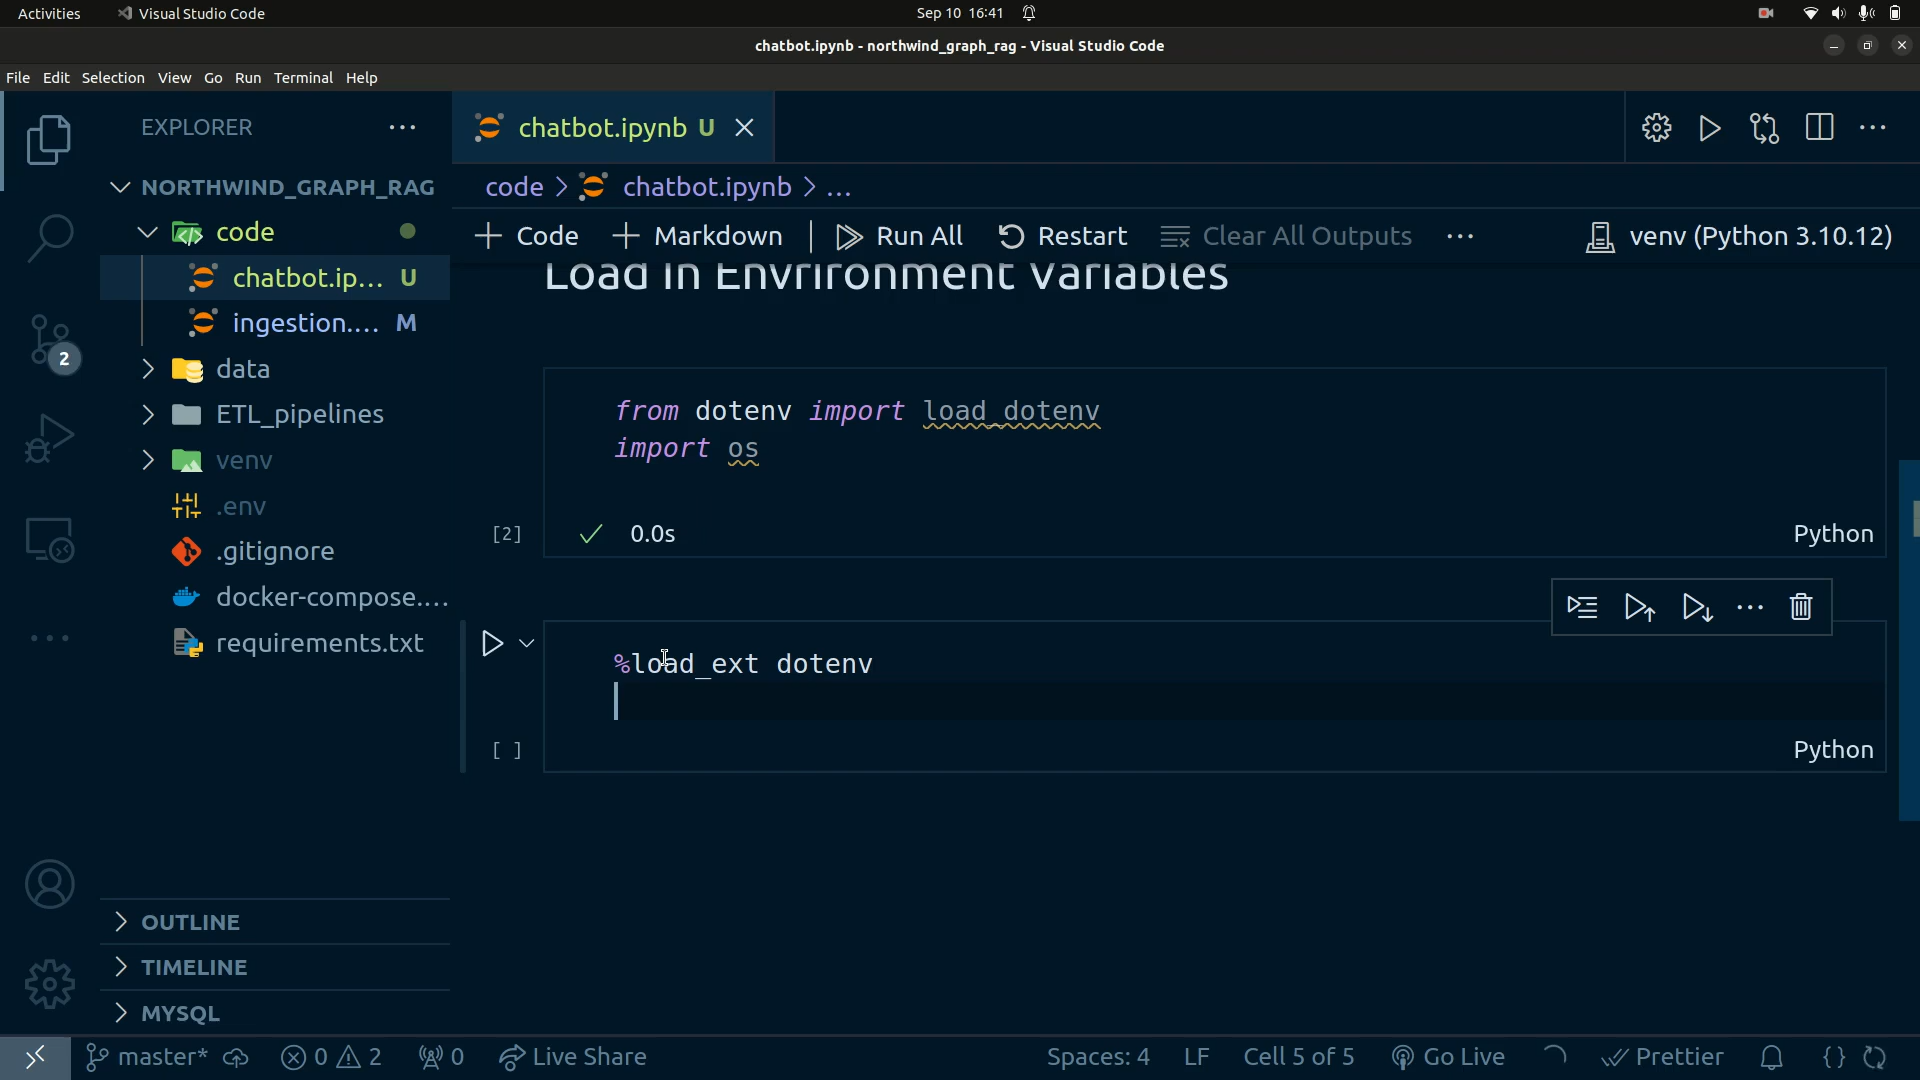 Activities Visual Studio Code Sep 10 16:41
chatbot.ipynb - northwind_graph_rag - Visual Studio Code
File Edit Selection View Go Run Terminal Help
EXPLORER
NORTHWIND_GRAPH_RAG
code
chatbot.ip... U
ingestion.... M
data
ETL_pipelines
venv
.env
.gitignore
docker-compose....
requirements.txt
OUTLINE
TIMELINE
MYSQL
2
chatbot.ipynb U
code > chatbot.ipynb > ...
Code Markdown Run All Restart Clear All Outputs ... venv (Python 3.10.12)
Load in Envrironment Variables
from dotenv import load_dotenv
import os
[2] 0.0s Python
%load_ext dotenv
[ ] Python
master* 0 2 0 Live Share Spaces: 4 LF Cell 5 of 5 Go Live Prettier {}